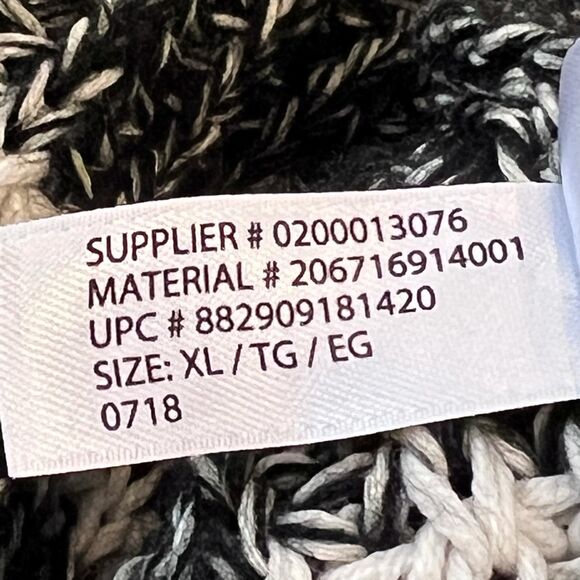 SUPPLIER # 0200013076
MATERIAL # 206716914001
UPC # 882909181420
SIZE: XL / TG / EG
0718